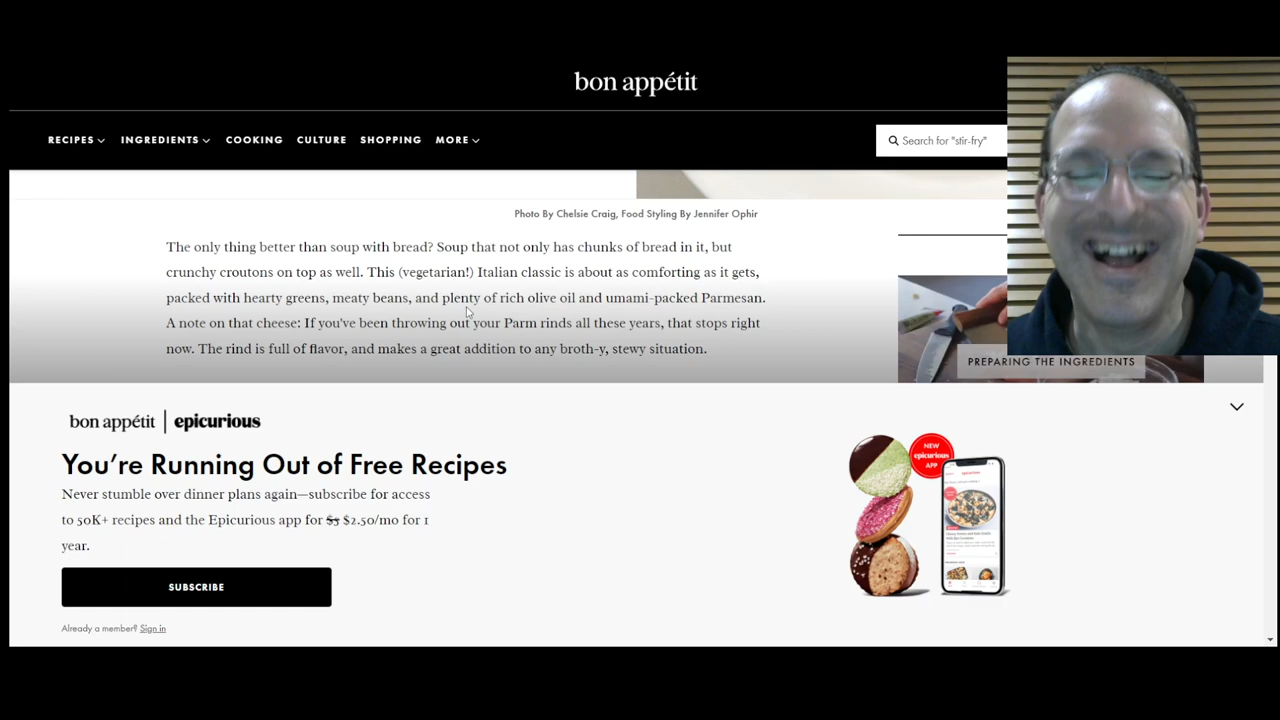 bon appétit
RECIPES INGREDIENTS COOKING CULTURE SHOPPING MORE
Search for "stir-fry"
Photo By Chelsie Craig, Food Styling By Jennifer Ophir
The only thing better than soup with bread? Soup that not only has chunks of bread in it, but
crunchy croutons on top as well. This (vegetarian!) Italian classic is about as comforting as it gets,
packed with hearty greens, meaty beans, and plenty of rich olive oil and umami-packed Parmesan.
A note on that cheese: If you've been throwing out your Parm rinds all these years, that stops right
now. The rind is full of flavor, and makes a great addition to any broth-y, stewy situation.
PREPARING THE INGREDIENTS
bon appétit | epicurious
You're Running Out of Free Recipes
Never stumble over dinner plans again—subscribe for access
to 50K+ recipes and the Epicurious app for $5 $2.50/mo for 1
year.
SUBSCRIBE
Already a member? Sign in
NEW
epicurious
APP